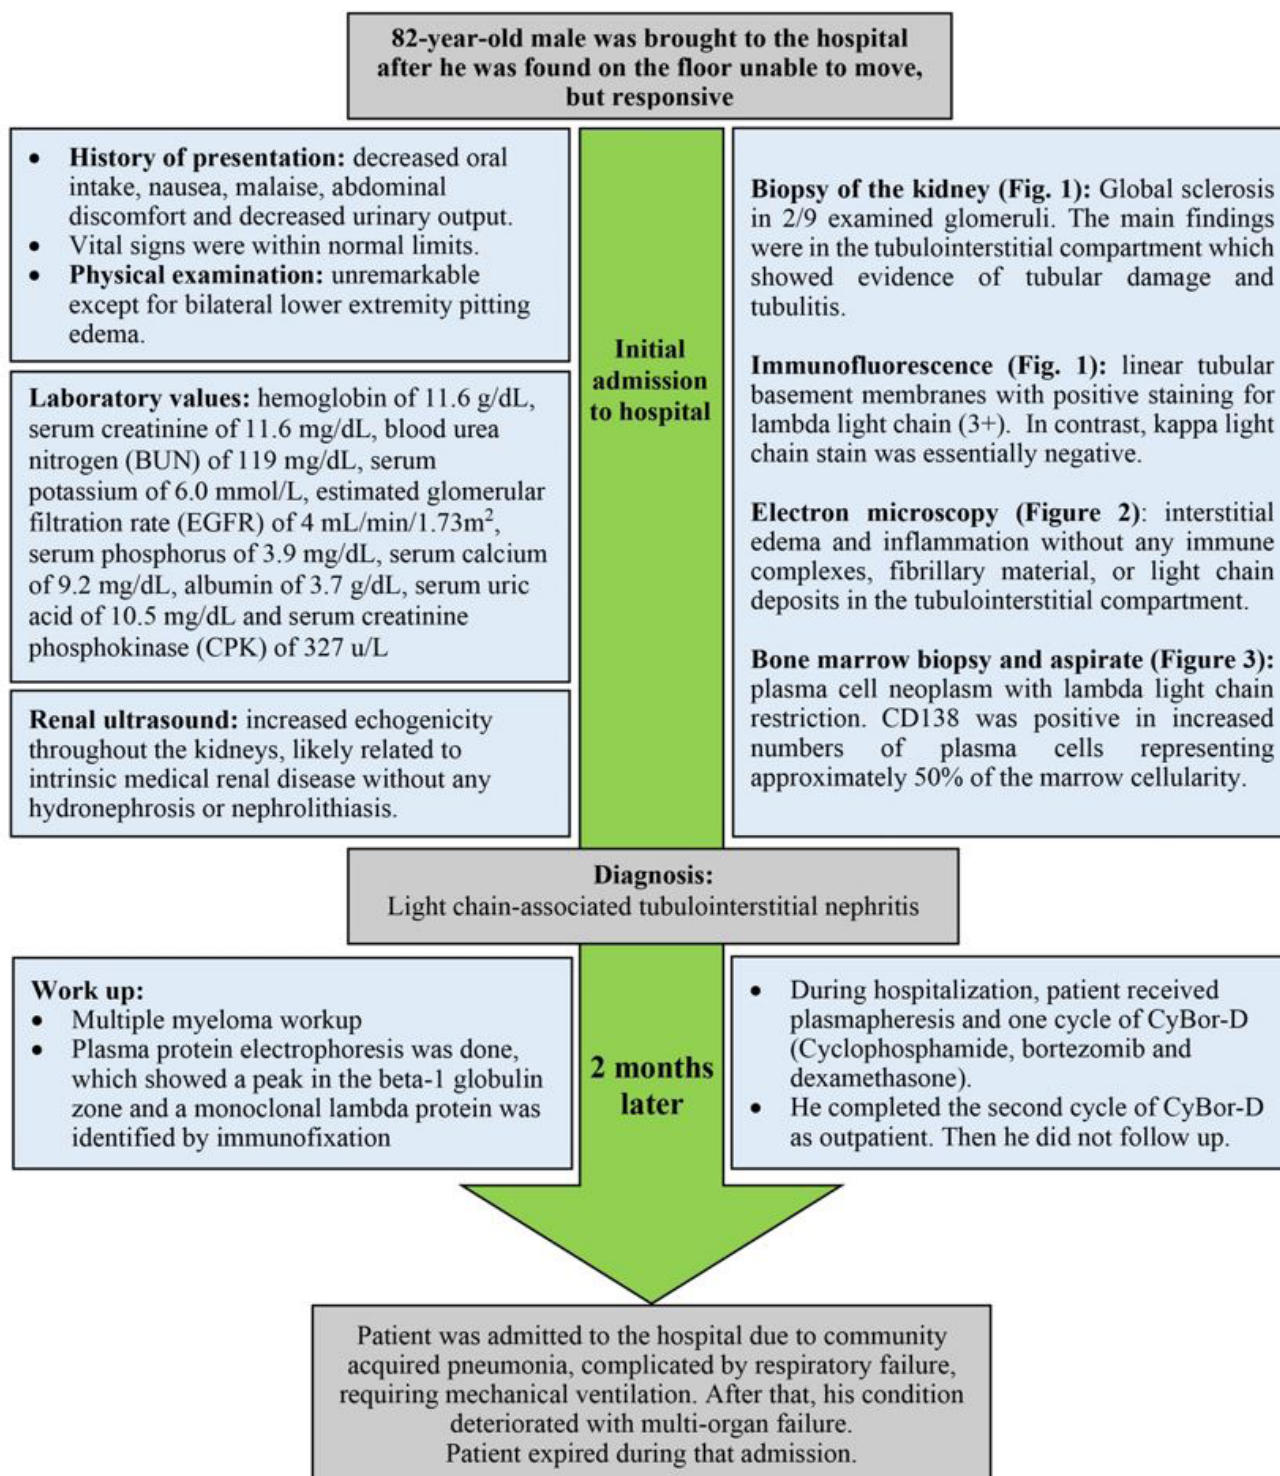 82-year-old male was brought to the hospital
after he was found on the floor unable to move,
but responsive
• History of presentation: decreased oral
intake, nausea, malaise, abdominal
discomfort and decreased urinary output.
• Vital signs were within normal limits.
• Physical examination: unremarkable
except for bilateral lower extremity pitting
edema.
Laboratory values: hemoglobin of 11.6 g/dL,
serum creatinine of 11.6 mg/dL, blood urea
nitrogen (BUN) of 119 mg/dL, serum
potassium of 6.0 mmol/L, estimated glomerular
filtration rate (EGFR) of 4 mL/min/1.73m²,
serum phosphorus of 3.9 mg/dL, serum calcium
of 9.2 mg/dL, albumin of 3.7 g/dL, serum uric
acid of 10.5 mg/dL and serum creatinine
phosphokinase (CPK) of 327 u/L
Renal ultrasound: increased echogenicity
throughout the kidneys, likely related to
intrinsic medical renal disease without any
hydronephrosis or nephrolithiasis.
Initial
admission
to hospital
Biopsy of the kidney (Fig. 1): Global sclerosis
in 2/9 examined glomeruli. The main findings
were in the tubulointerstitial compartment which
showed evidence of tubular damage and
tubulitis.
Immunofluorescence (Fig. 1): linear tubular
basement membranes with positive staining for
lambda light chain (3+). In contrast, kappa light
chain stain was essentially negative.
Electron microscopy (Figure 2): interstitial
edema and inflammation without any immune
complexes, fibrillary material, or light chain
deposits in the tubulointerstitial compartment.
Bone marrow biopsy and aspirate (Figure 3):
plasma cell neoplasm with lambda light chain
restriction. CD138 was positive in increased
numbers of plasma cells representing
approximately 50% of the marrow cellularity.
Diagnosis:
Light chain-associated tubulointerstitial nephritis
Work up:
• Multiple myeloma workup
• Plasma protein electrophoresis was done,
which showed a peak in the beta-1 globulin
zone and a monoclonal lambda protein was
identified by immunofixation
2 months
later
• During hospitalization, patient received
plasmapheresis and one cycle of CyBor-D
(Cyclophosphamide, bortezomib and
dexamethasone).
• He completed the second cycle of CyBor-D
as outpatient. Then he did not follow up.
Patient was admitted to the hospital due to community
acquired pneumonia, complicated by respiratory failure,
requiring mechanical ventilation. After that, his condition
deteriorated with multi-organ failure.
Patient expired during that admission.